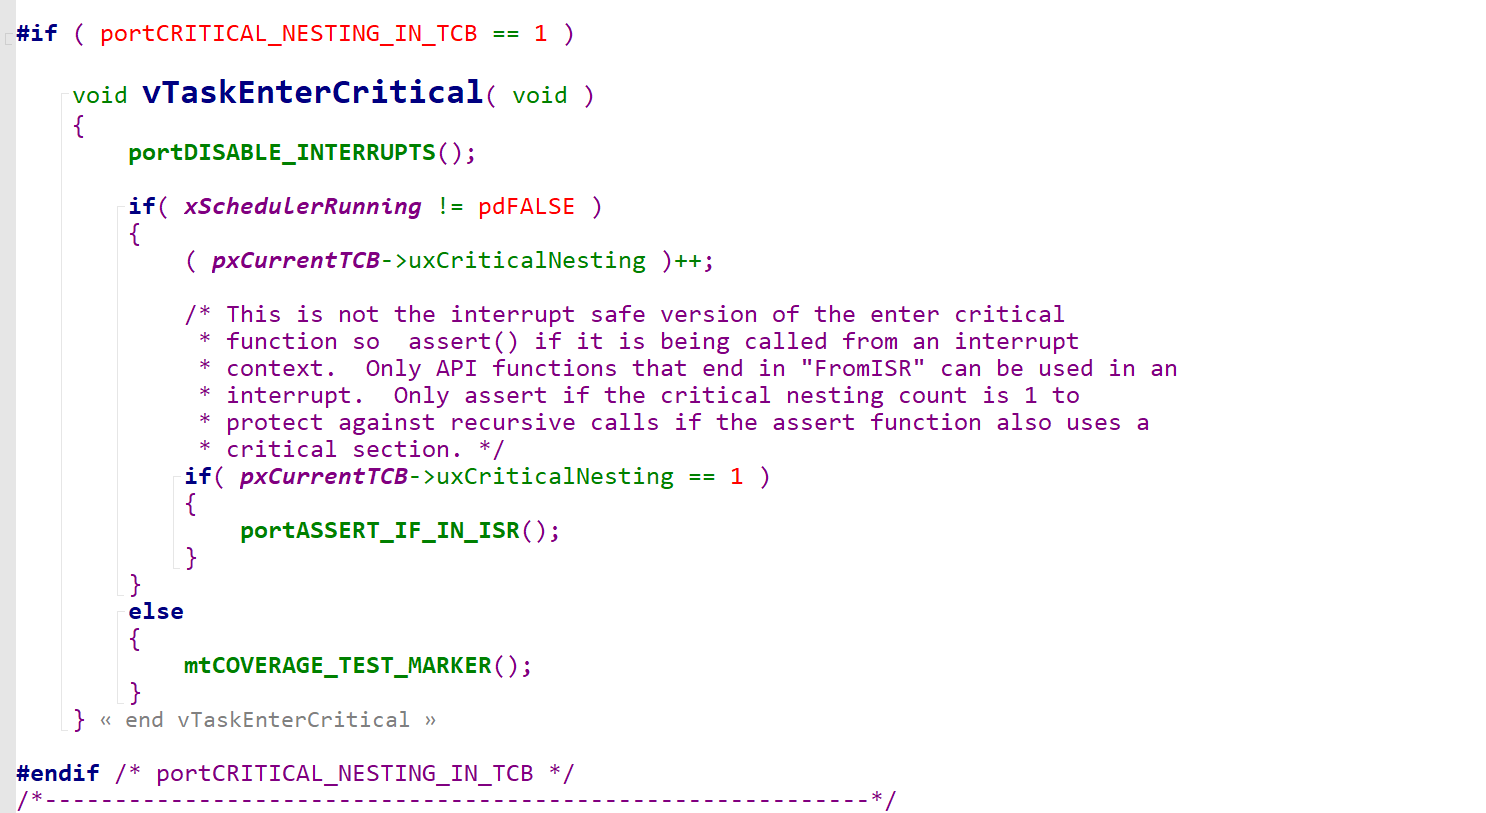 #if ( portCRITICAL_NESTING_IN_TCB == 1 )
void vTaskEnterCritical( void )
{
portDISABLE_INTERRUPTS();
if( xSchedulerRunning != pdFALSE )
{
( pxCurrentTCB->uxCriticalNesting )++;
/* This is not the interrupt safe version of the enter critical
* function so  assert() if it is being called from an interrupt
* context.  Only API functions that end in "FromISR" can be used in an
* interrupt.  Only assert if the critical nesting count is 1 to
* protect against recursive calls if the assert function also uses a
* critical section. */
if( pxCurrentTCB->uxCriticalNesting == 1 )
{
portASSERT_IF_IN_ISR();
}
}
else
{
mtCOVERAGE_TEST_MARKER();
}
} « end vTaskEnterCritical »
#endif /* portCRITICAL_NESTING_IN_TCB */
/*-----------------------------------------------------------*/